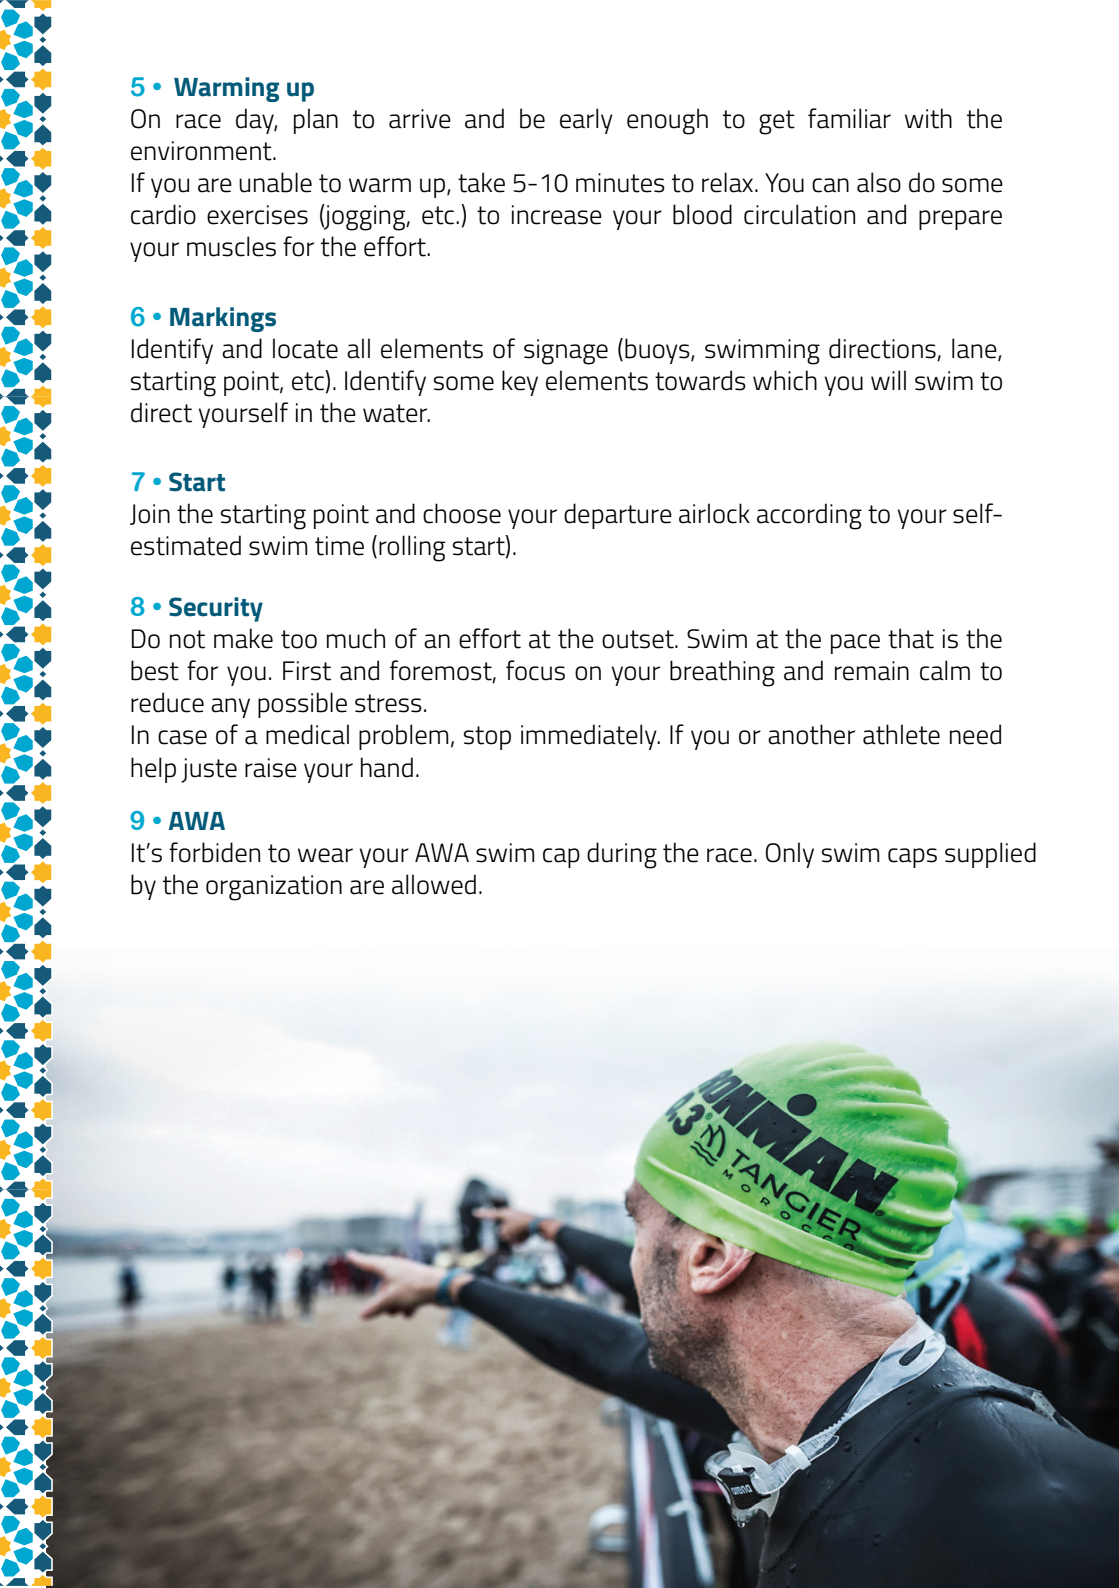 5 • Warming up
On race day, plan to arrive and be early enough to get familiar with the
environment.
If you are unable to warm up, take 5-10 minutes to relax. You can also do some
cardio exercises (jogging, etc.) to increase your blood circulation and prepare
your muscles for the effort.
6 • Markings
Identify and locate all elements of signage (buoys, swimming directions, lane,
starting point, etc). Identify some key elements towards which you will swim to
direct yourself in the water.
7 • Start
Join the starting point and choose your departure airlock according to your self-
estimated swim time (rolling start).
8 • Security
Do not make too much of an effort at the outset. Swim at the pace that is the
best for you. First and foremost, focus on your breathing and remain calm to
reduce any possible stress.
In case of a medical problem, stop immediately. If you or another athlete need
help juste raise your hand.
9 • AWA
It's forbiden to wear your AWA swim cap during the race. Only swim caps supplied
by the organization are allowed.
IRONMAN
70.3
TANGIER
MOROCCO
arena